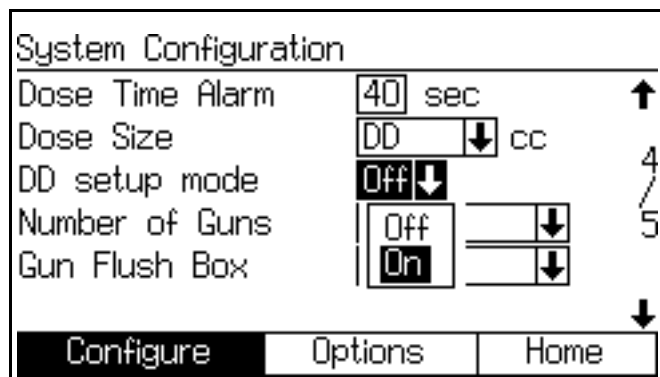 System Configuration
Dose Time Alarm 40 sec
Dose Size DD cc
DD setup mode Off
Number of Guns
Off
Gun Flush Box
On
4/5
Configure Options Home